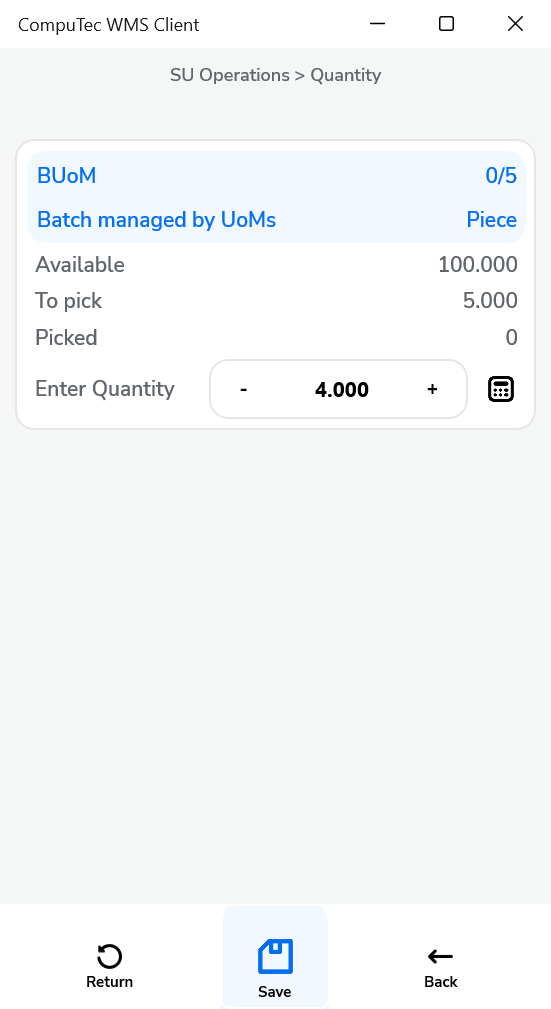 CompuTec WMS Client
SU Operations > Quantity
BUoM 0/5
Batch managed by UoMs Piece
Available 100.000
To pick 5.000
Picked 0
Enter Quantity - 4.000 +
Return Save Back